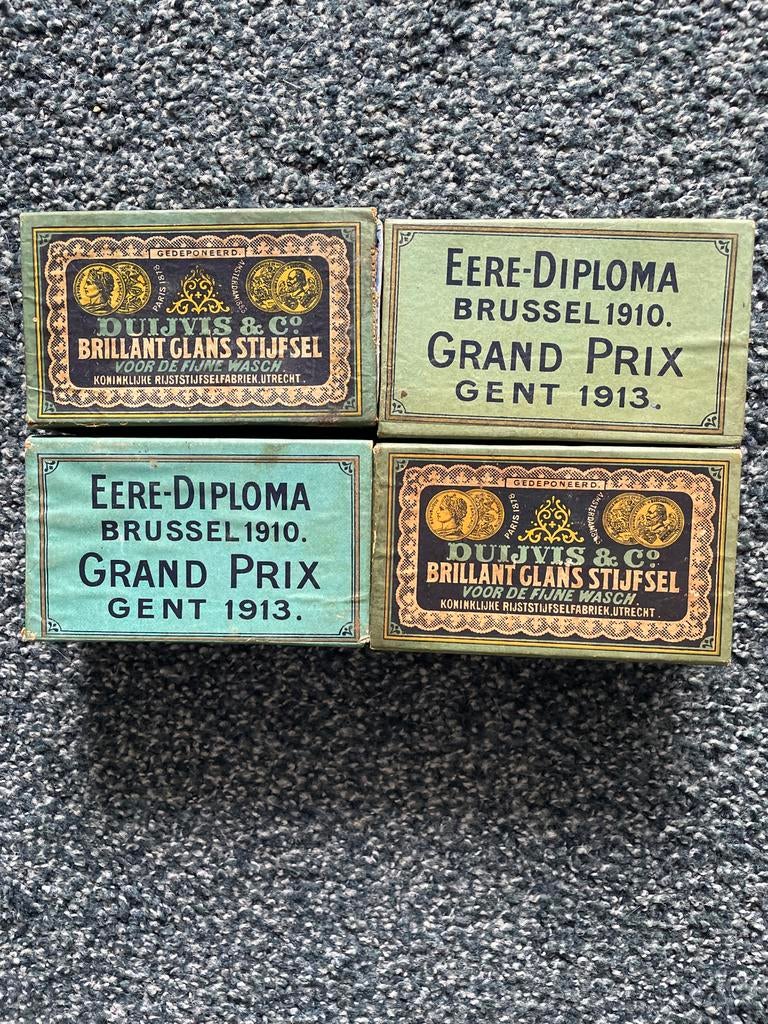 GEDEPONEERD.
PARIS 1878
AMSTERDAM 1883
DUIJVIS & Cº
BRILLANT GLANS STIJFSEL
VOOR DE FIJNE WASCH.
KONINKLIJKE RIJSTSTIJFSELFABRIEK.UTRECHT.
EERE-DIPLOMA
BRUSSEL 1910.
GRAND PRIX
GENT 1913.
EERE-DIPLOMA
BRUSSEL 1910.
GRAND PRIX
GENT 1913.
GEDEPONEERD.
PARIS 1878
DUIJVIS & Cº
BRILLANT GLANS STIJFSEL
VOOR DE FIJNE WASCH
KONINKLIJKE RIJSTSTIJFSELFABRIEK.UTRECHT.